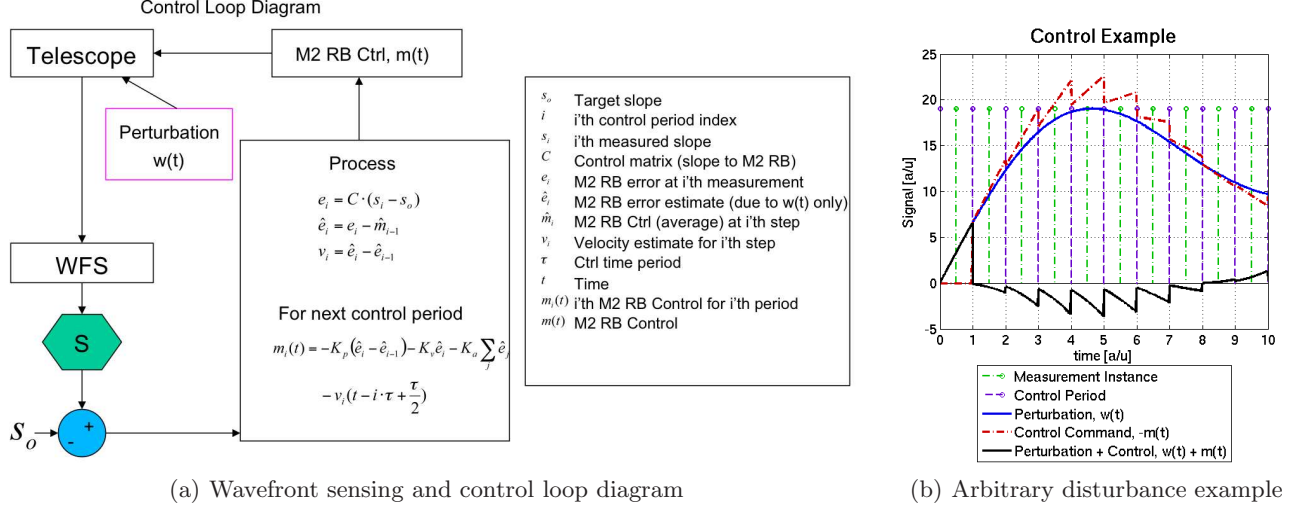 Control Loop Diagram
Telescope
M2 RB Ctrl, m(t)
Perturbation
w(t)
WFS
S
+
-
S_o
Process
e_i = C·(s_i − s_o)
ê_i = e_i − m̂_{i−1}
v_i = ê_i − ê_{i−1}
For next control period
m_i(t) = −K_p(ê_i − ê_{i−1}) − K_v ê_i − K_a ∑_j ê_j
− v_i(t − i·τ + τ/2)
s_o Target slope
i i'th control period index
s_i i'th measured slope
C Control matrix (slope to M2 RB)
e_i M2 RB error at i'th measurement
ê_i M2 RB error estimate (due to w(t) only)
m̂_i M2 RB Ctrl (average) at i'th step
v_i Velocity estimate for i'th step
τ Ctrl time period
t Time
m_i(t) i'th M2 RB Control for i'th period
m(t) M2 RB Control
(a) Wavefront sensing and control loop diagram
Control Example
Signal [a/u]
25
20
15
10
5
0
-5
0 1 2 3 4 5 6 7 8 9 10
time [a/u]
Measurement Instance
Control Period
Perturbation, w(t)
Control Command, -m(t)
Perturbation + Control, w(t) + m(t)
(b) Arbitrary disturbance example